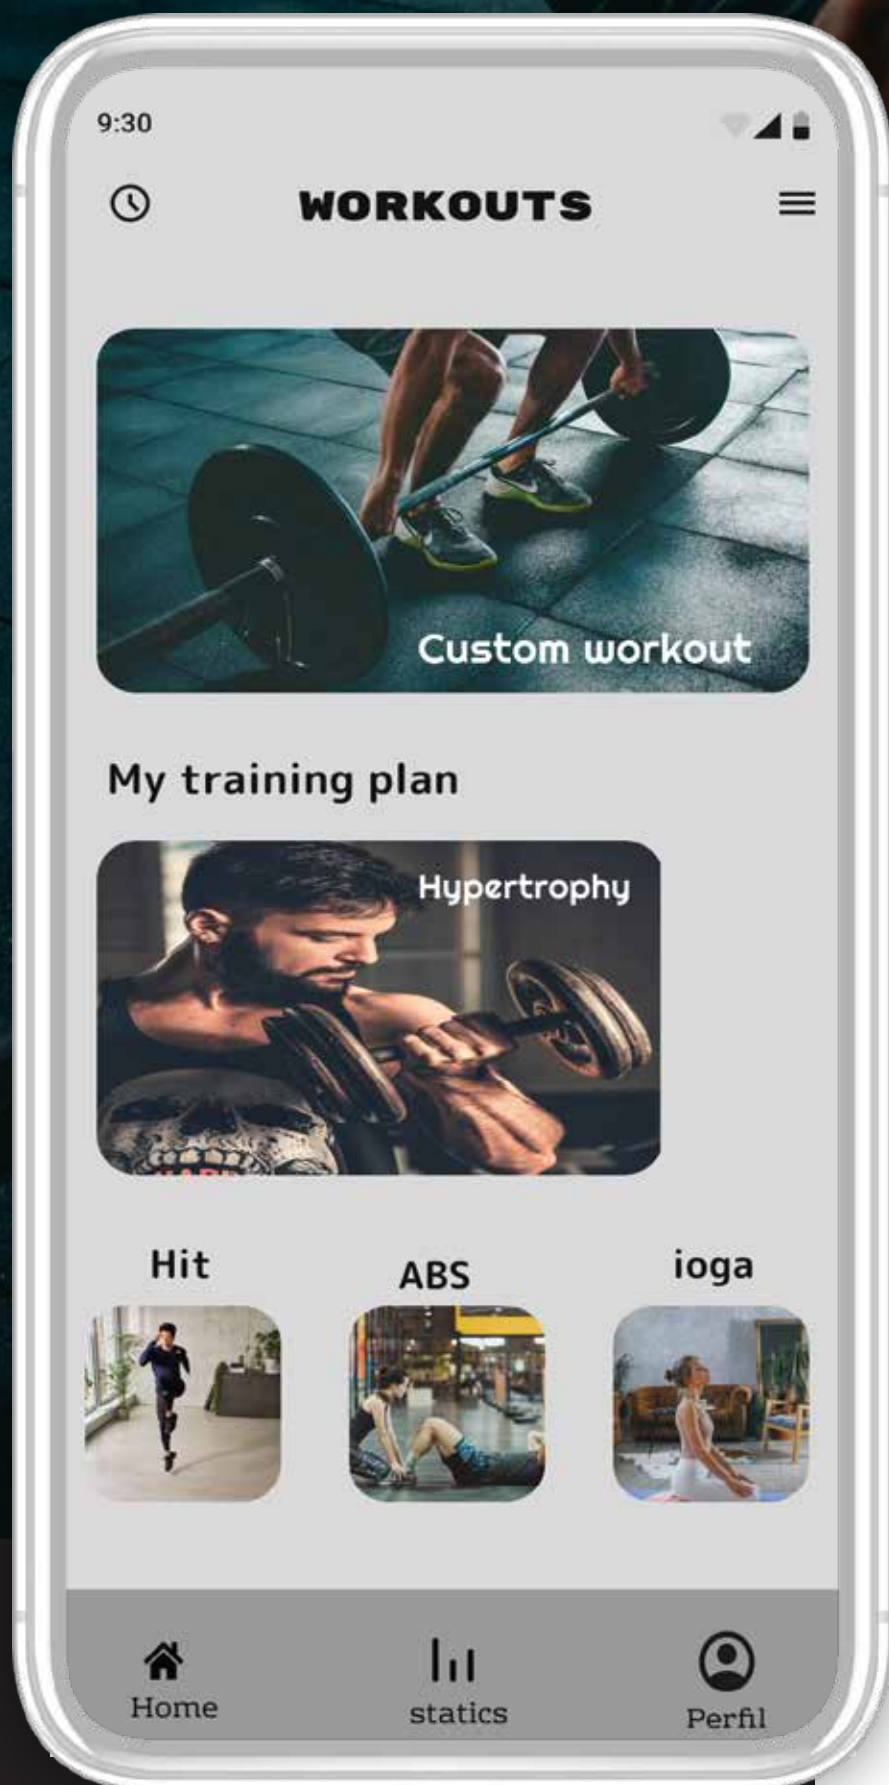 9:30
WORKOUTS
Custom workout
My training plan
Hypertrophy
Hit
ABS
ioga
Home
statics
Perfil